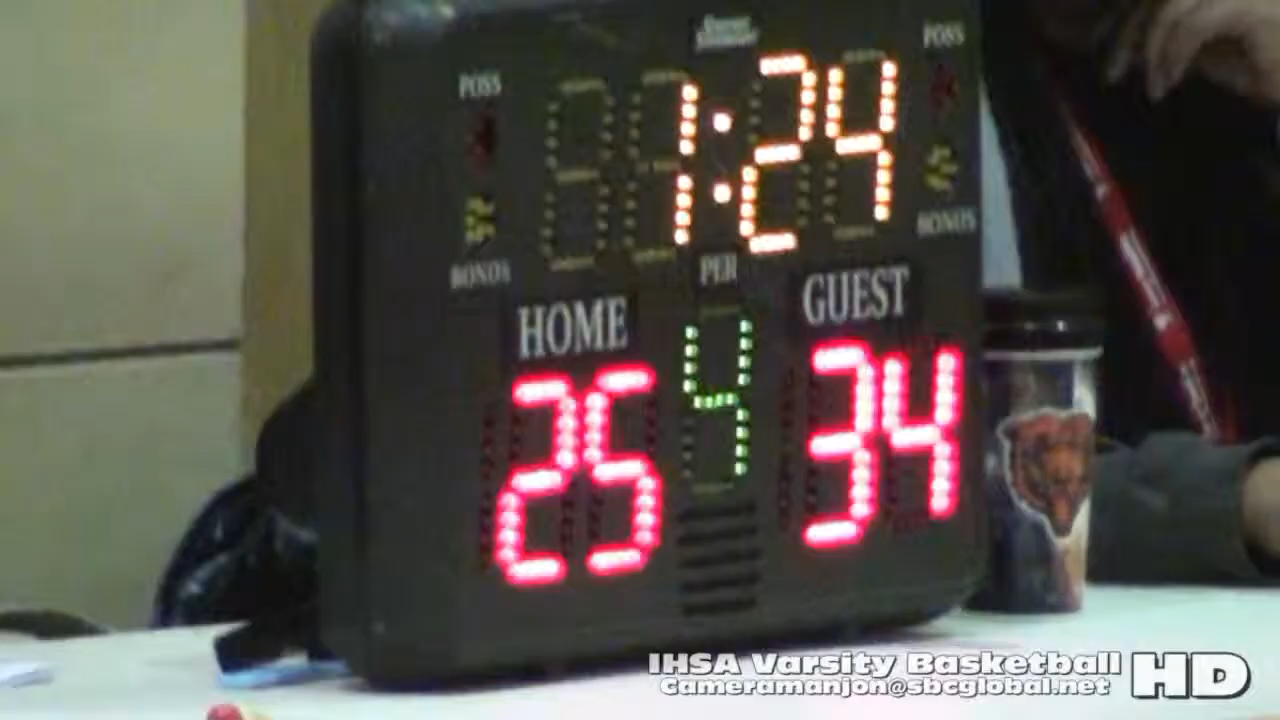 POSS
POSS
1:24
BONUS
BONUS
PER
HOME
GUEST
25
4
34
IHSA Varsity Basketball HD
Cameramanjon@sbcglobal.net